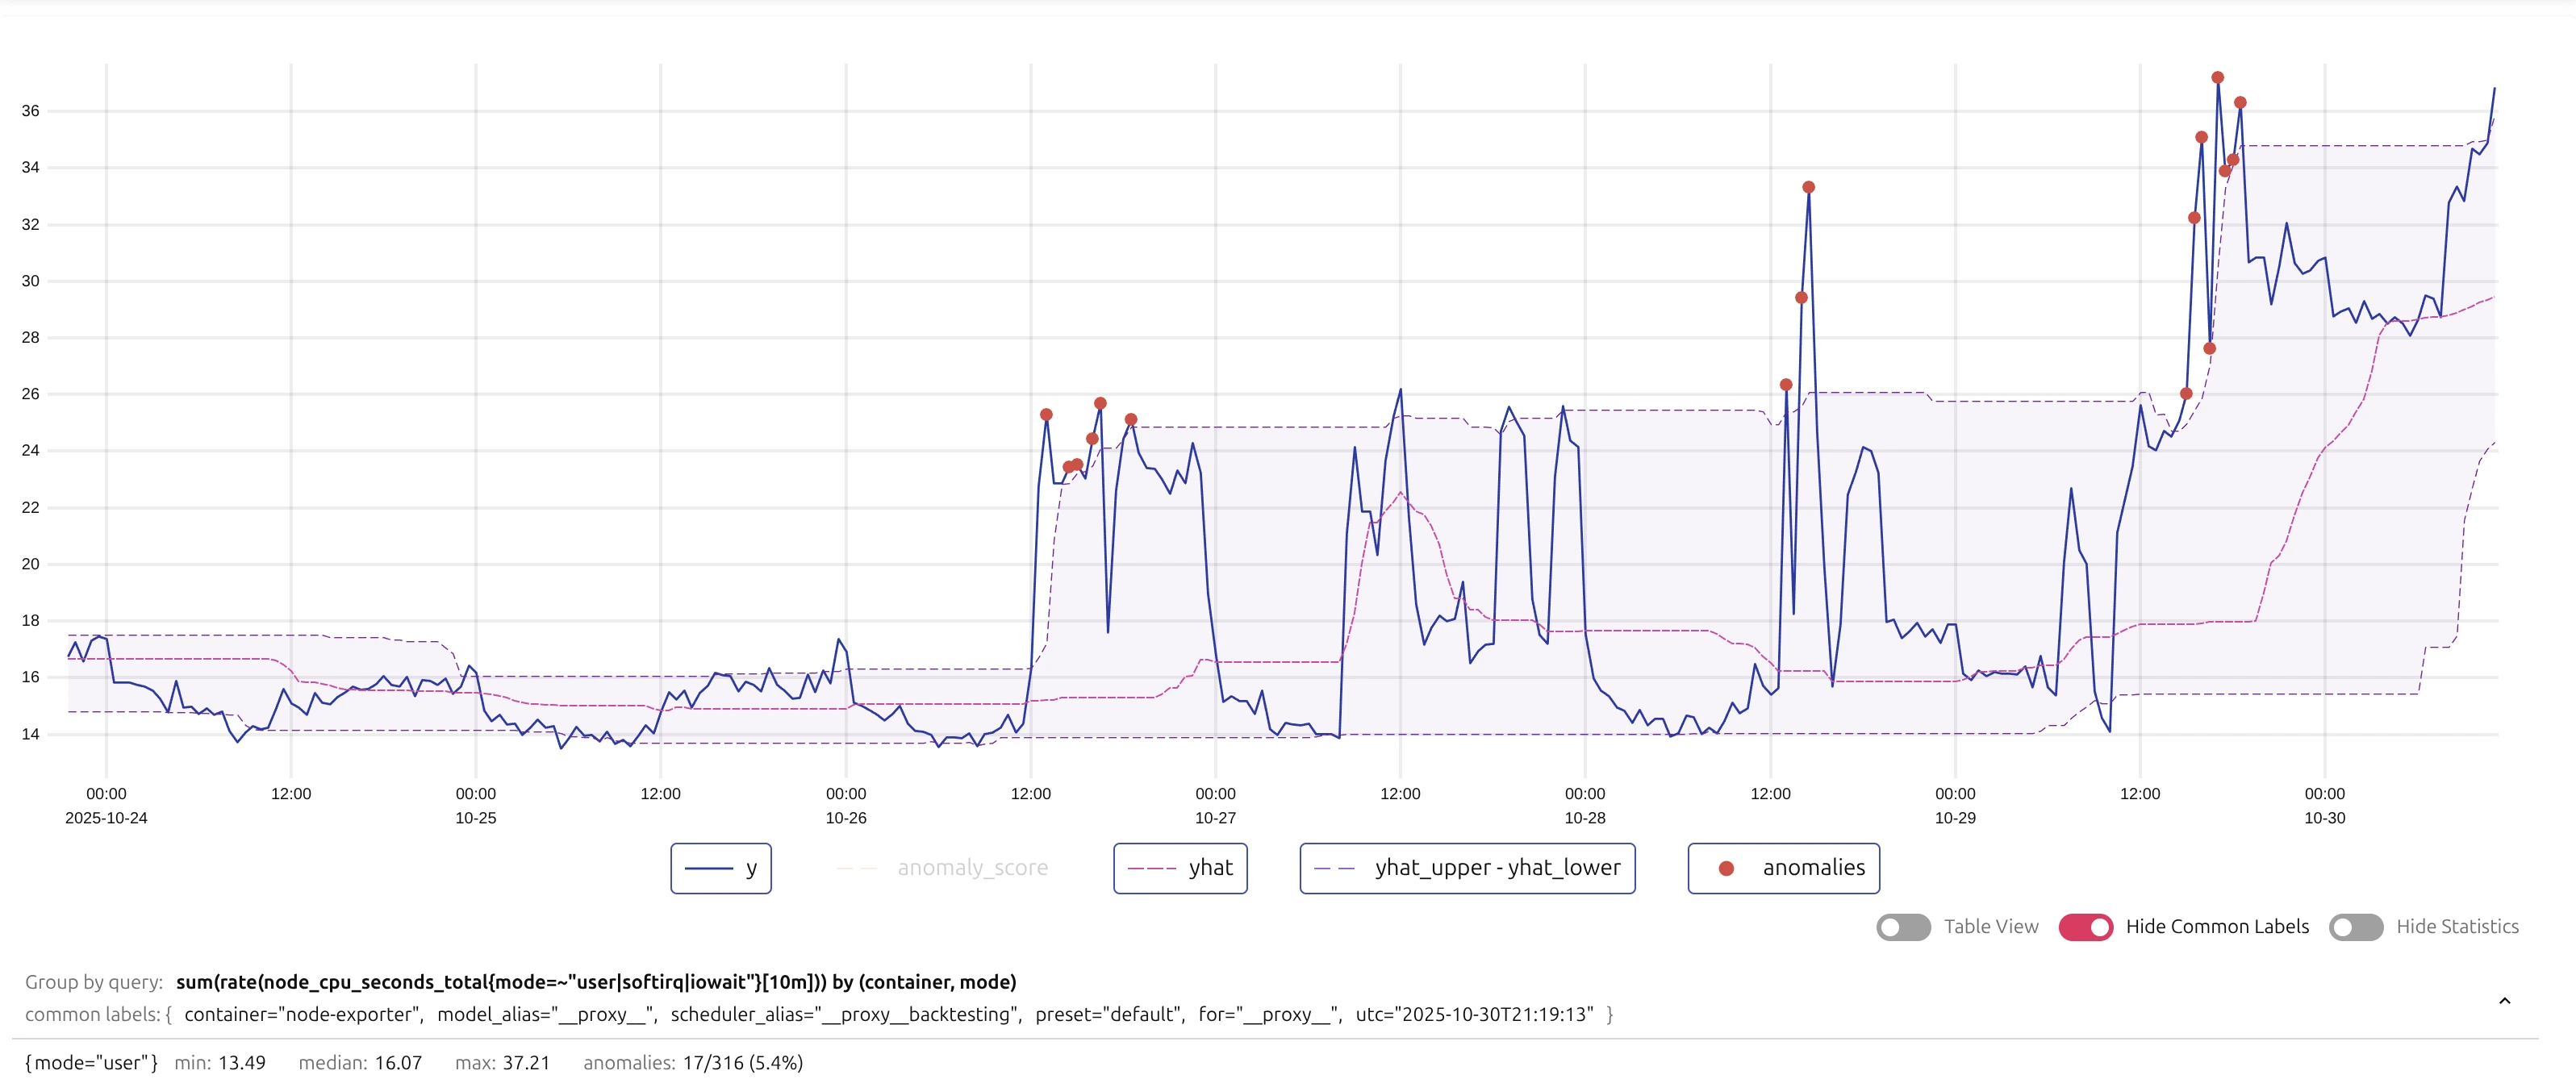 36
34
32
30
28
26
24
22
20
18
16
14
00:00 12:00 00:00 12:00 00:00 12:00 00:00 12:00 00:00 12:00 00:00 12:00 00:00
2025-10-24 10-25 10-26 10-27 10-28 10-29 10-30
y anomaly_score yhat yhat_upper - yhat_lower anomalies
Table View Hide Common Labels Hide Statistics
Group by query: sum(rate(node_cpu_seconds_total{mode=~"user|softirq|iowait"}[10m])) by (container, mode)
common labels: { container="node-exporter", model_alias="__proxy__", scheduler_alias="__proxy__backtesting", preset="default", for="__proxy__", utc="2025-10-30T21:19:13" }
{mode="user"} min: 13.49 median: 16.07 max: 37.21 anomalies: 17/316 (5.4%)